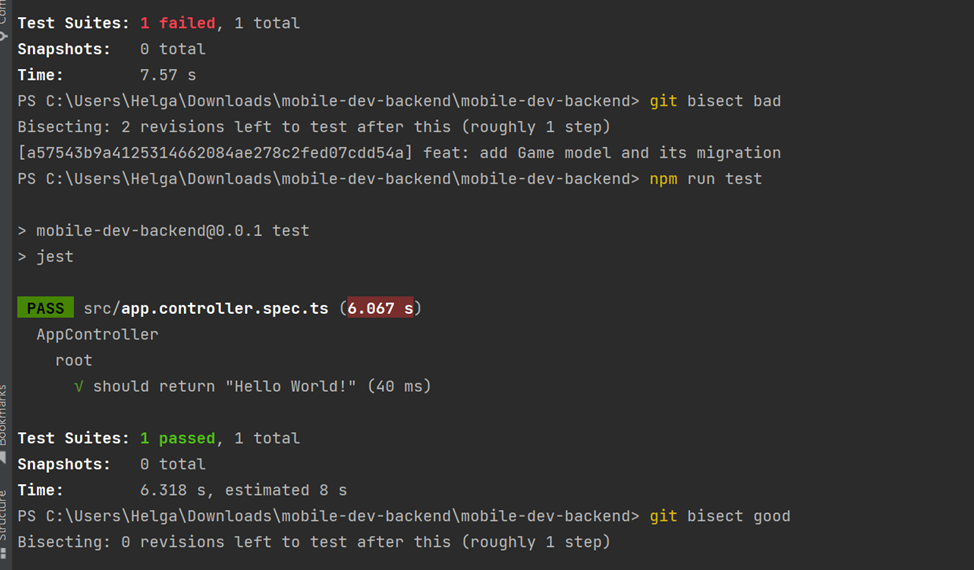 Test Suites: 1 failed, 1 total
Snapshots:   0 total
Time:        7.57 s
PS C:\Users\Helga\Downloads\mobile-dev-backend\mobile-dev-backend> git bisect bad
Bisecting: 2 revisions left to test after this (roughly 1 step)
[a57543b9a4125314662084ae278c2fed07cdd54a] feat: add Game model and its migration
PS C:\Users\Helga\Downloads\mobile-dev-backend\mobile-dev-backend> npm run test
> mobile-dev-backend@0.0.1 test
> jest
PASS src/app.controller.spec.ts (6.067 s)
AppController
root
√ should return "Hello World!" (40 ms)
Test Suites: 1 passed, 1 total
Snapshots:   0 total
Time:        6.318 s, estimated 8 s
PS C:\Users\Helga\Downloads\mobile-dev-backend\mobile-dev-backend> git bisect good
Bisecting: 0 revisions left to test after this (roughly 1 step)
Bookmarks
Structure